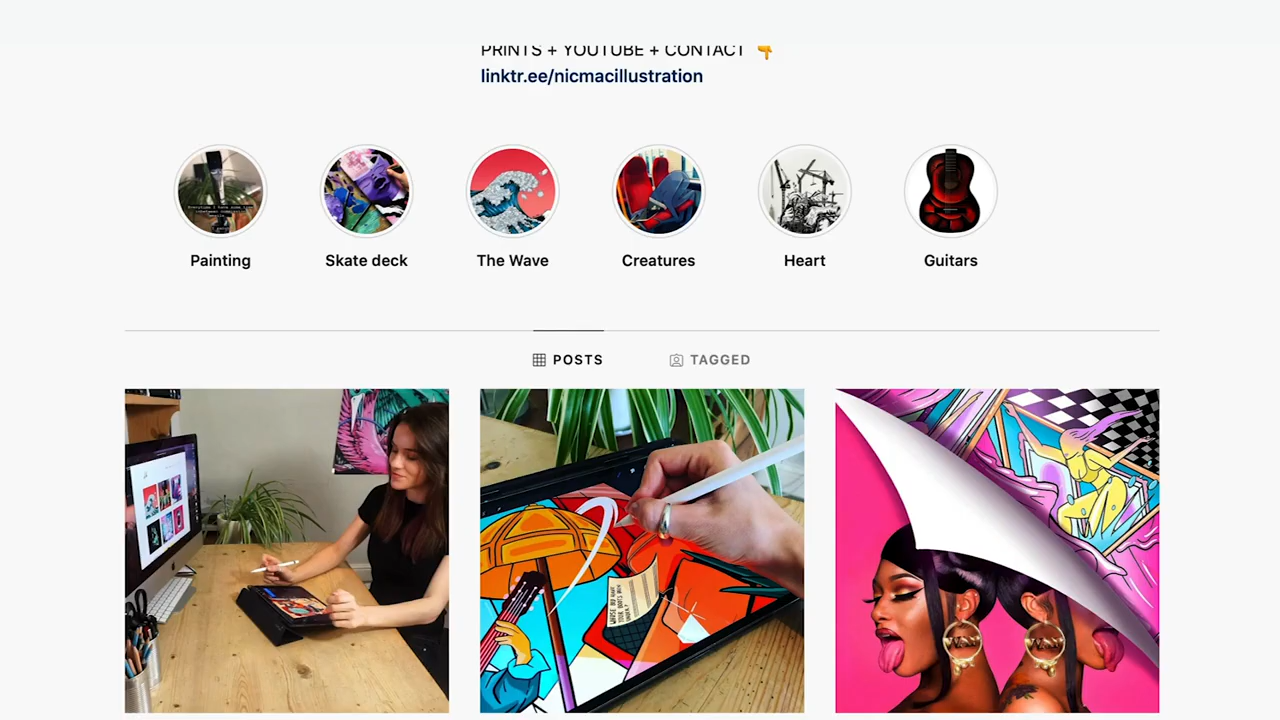 PRINTS + YOUTUBE + CONTACT 👇
linktr.ee/nicmacillustration
Painting
Skate deck
The Wave
Creatures
Heart
Guitars
POSTS
TAGGED